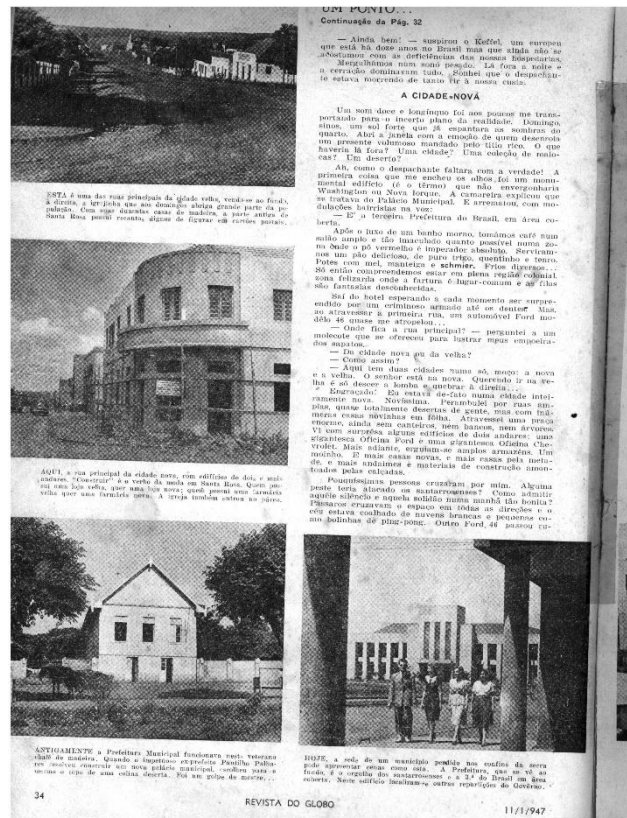 UM PONTO...
Continuação da Pág. 32
— Ainda bem! — suspirou o Keffel, um europeu
que está há doze anos no Brasil mas que ainda não se
acostumou com as deficiências das nossas hospedarias.
Mergulhámos num sono pesado. Lá fora a noite e
a cerração dominavam tudo. Sonhei que o despachan-
te estava morrendo de tanto rir à nossa custa.
A CIDADE-NOVA
Um som doce e longínquo foi aos poucos me trans-
portando para o incerto plano da realidade. Domingo,
sinos, um sol forte que já espantara as sombras do
quarto. Abri a janela com a emoção de quem desenrola
um presente volumoso mandado pelo titio rico. O que
haveria lá fora? Uma cidade? Uma coleção de malo-
cas? Um deserto?
Ah, como o despachante faltara com a verdade! A
primeira coisa que me encheu os olhos foi um monu-
mental edifício (é o têrmo) que não envergonharia
Washington ou Nova Iorque. A camareira explicou que
se tratava do Palácio Municipal. E arrematou, com mo-
dulações bairristas na voz:
— E' a terceira Prefeitura do Brasil, em área co-
berta.
Após o luxo de um banho morno, tomámos café num
salão amplo e tão imaculado quanto possível numa zo-
na onde o pó vermelho é imperador absoluto. Serviram-
nos um pão delicioso, de puro trigo, quentinho e tenro.
Potes com mel, manteiga e schmier. Frios diversos...
Só então compreendemos estar em plena região colonial,
zona felizarda onde a fartura é lugar-comum e as filas
são fantasias desconhecidas.
Saí do hotel esperando a cada momento ser surpre-
endido por um criminoso armado até os dentes. Mas,
ao atravessar a primeira rua, um automóvel Ford mo-
dêlo 46 quase me atropelou...
— Onde fica a rua principal? — perguntei a um
molecote que se ofereceu para lustrar meus empoeira-
dos sapatos.
— Da cidade nova ou da velha?
— Como assim?
— Aqui tem duas cidades numa só, moço: a nova
e a velha. O senhor está na nova. Querendo ir na ve-
lha é só descer a lomba e quebrar à direita...
Engraçado! Eu estava de-fato numa cidade intei-
ramente nova. Novíssima. Perambulei por ruas am-
plas, quase totalmente desertas de gente, mas com inú-
meras casas novinhas em fôlha. Atravessei uma praça
enorme, ainda sem canteiros, nem bancos, nem árvores.
Vi com surprêsa alguns edifícios de dois andares; uma
gigantesca Oficina Ford e uma gigantesca Oficina Che-
vrolet. Mais adiante, erguiam-se amplos armazéns. Um
moinho. E mais casas novas, e mais casas pela meta-
de, e mais andaimes e materiais de construção amon-
toados pelas calçadas.
Pouquíssimas pessoas cruzaram por mim. Alguma
peste teria atacado os santarrosenses? Como admitir
aquêle silêncio e aquela solidão numa manhã tão bonita?
Pássaros cruzavam o espaço em tôdas as direções e o
céu estava coalhado de nuvens brancas e pequenas co-
mo bolinhas de ping-pong. Outro Ford 46 passou ru-
ESTA é uma das ruas principais da cidade velha, vendo-se ao fundo,
à direita, a igrejinha que aos domingos abriga grande parte da po-
pulação. Com suas duzentas casas de madeira, a parte antiga de
Santa Rosa possui recantos dignos de figurar em cartões postais.
AQUI, a rua principal da cidade nova, com edifícios de dois e mais
andares. "Construir" é o verbo da moda em Santa Rosa. Quem pos-
sui uma loja velha, quer uma loja nova; quem possui uma farmácia
velha quer uma farmácia nova. A igreja também entrou no páreo.
ANTIGAMENTE a Prefeitura Municipal funcionava neste veterano
chalé de madeira. Quando o impetuoso ex-prefeito
resolveu construir um novo palácio municipal, escolheu para o
mesmo o topo de uma colina deserta. Foi um golpe de mestre...
HOJE, a sede de um município perdido nos confins da serra
pode apresentar cenas como esta. A Prefeitura, que se vê ao
fundo, é o orgulho dos santarrosenses e a 3.ª do Brasil em área
coberta. Neste edifício localizam-se outras repartições do Govêrno.
34
REVISTA DO GLOBO
11/1/947